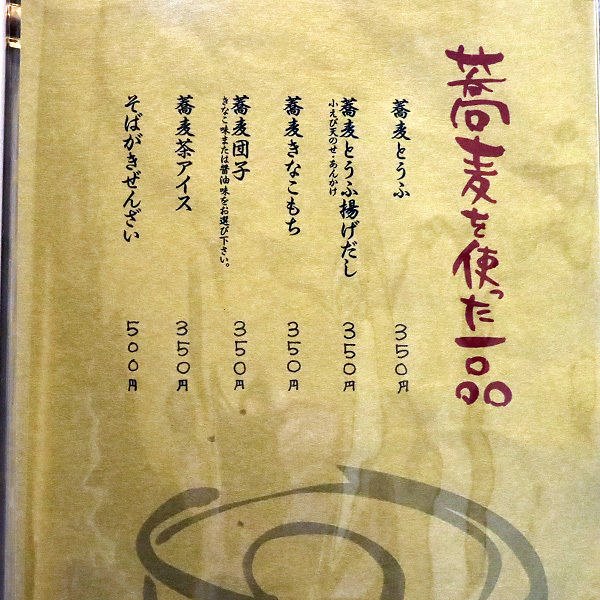 蕎麦を使った一品
蕎麦とうふ
350円
蕎麦とうふ揚げだし
小えび天のせ・あんかけ
350円
蕎麦きなこもち
350円
蕎麦団子
きなこ味または醤油味をお選び下さい。
350円
蕎麦茶アイス
350円
そばがきぜんざい
500円